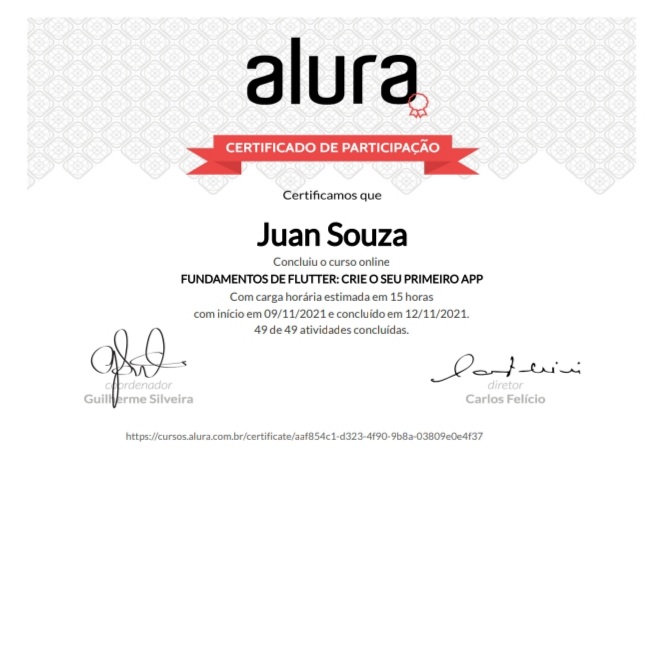 alura
CERTIFICADO DE PARTICIPAÇÃO
Certificamos que
Juan Souza
Concluiu o curso online
FUNDAMENTOS DE FLUTTER: CRIE O SEU PRIMEIRO APP
Com carga horária estimada em 15 horas
com início em 09/11/2021 e concluído em 12/11/2021.
49 de 49 atividades concluídas.
coordenador
Guilherme Silveira
diretor
Carlos Felício
https://cursos.alura.com.br/certificate/aaf854c1-d323-4f90-9b8a-03809e0e4f37